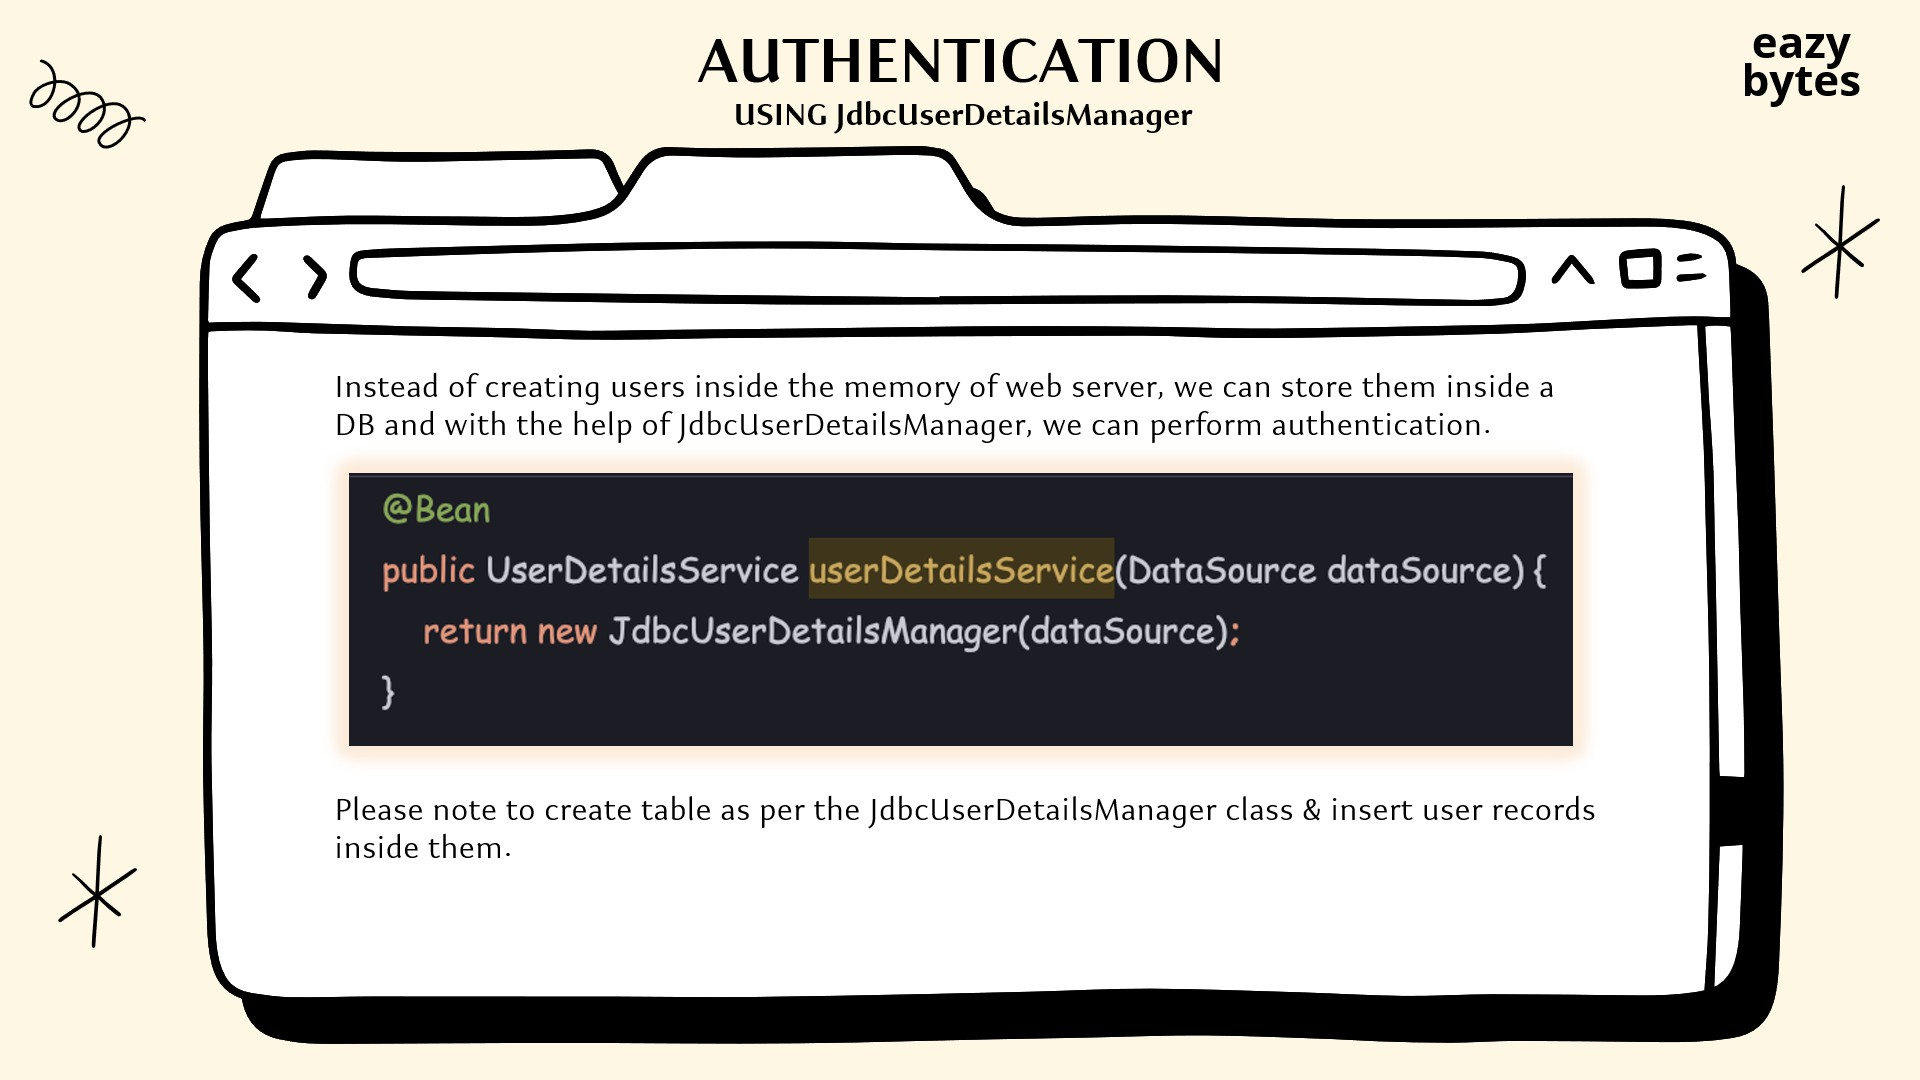 AUTHENTICATION
USING JdbcUserDetailsManager
eazy
bytes
Instead of creating users inside the memory of web server, we can store them inside a
DB and with the help of JdbcUserDetailsManager, we can perform authentication.
@Bean
public UserDetailsService userDetailsService(DataSource dataSource) {
return new JdbcUserDetailsManager(dataSource);
}
Please note to create table as per the JdbcUserDetailsManager class & insert user records
inside them.